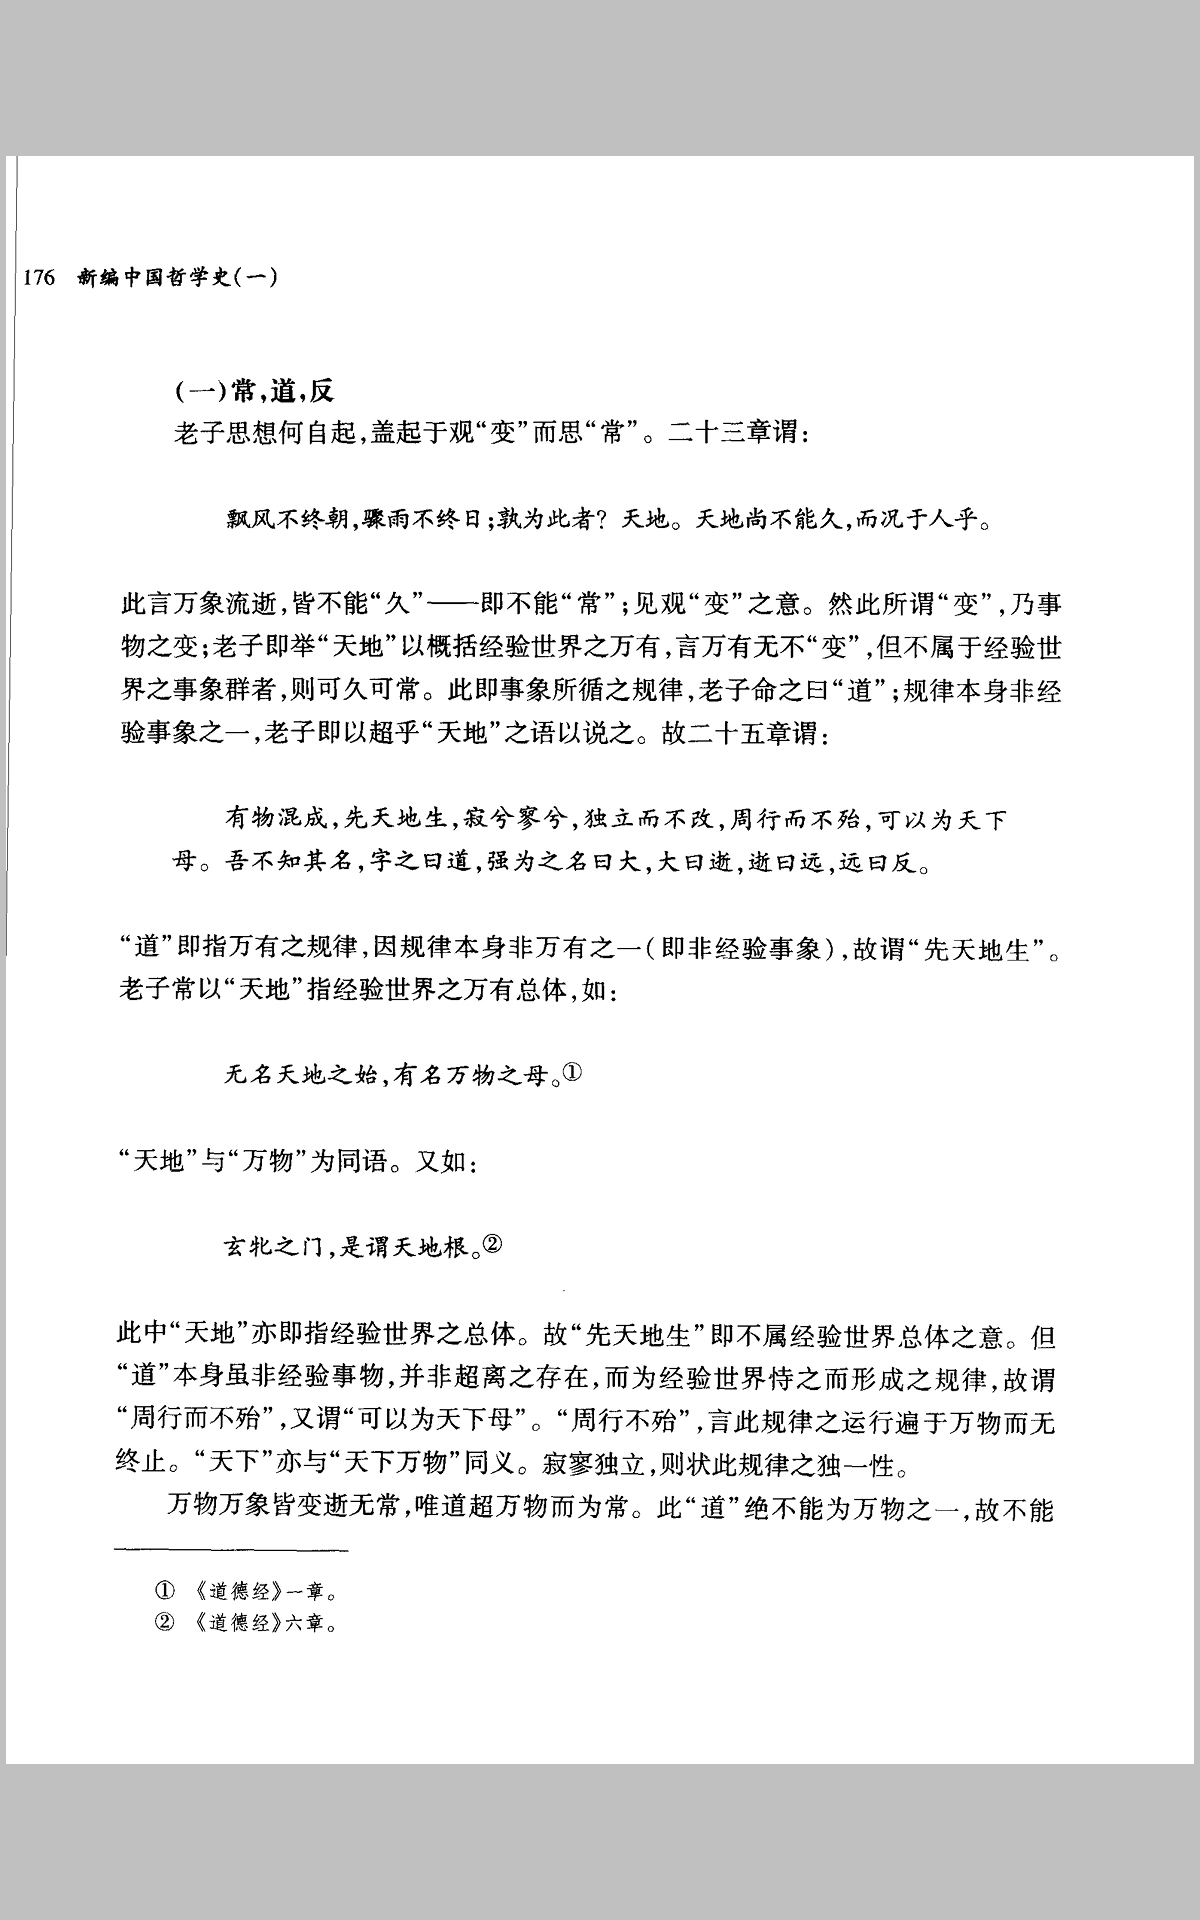 176 新编中国哲学史(一)
(一)常,道,反
老子思想何自起,盖起于观“变”而思“常”。二十三章谓:
飘风不终朝,骤雨不终日;孰为此者?天地。天地尚不能久,而况于人乎。
此言万象流逝,皆不能“久”——即不能“常”;见观“变”之意。然此所谓“变”,乃事
物之变;老子即举“天地”以概括经验世界之万有,言万有无不“变”,但不属于经验世
界之事象群者,则可久可常。此即事象所循之规律,老子命之曰“道”;规律本身非经
验事象之一,老子即以超乎“天地”之语以说之。故二十五章谓:
有物混成,先天地生,寂兮寥兮,独立而不改,周行而不殆,可以为天下
母。吾不知其名,字之曰道,强为之名曰大,大曰逝,逝曰远,远曰反。
“道”即指万有之规律,因规律本身非万有之一(即非经验事象),故谓“先天地生”。
老子常以“天地”指经验世界之万有总体,如:
无名天地之始,有名万物之母。①
“天地”与“万物”为同语。又如:
玄牝之门,是谓天地根。②
此中“天地”亦即指经验世界之总体。故“先天地生”即不属经验世界总体之意。但
“道”本身虽非经验事物,并非超离之存在,而为经验世界恃之而形成之规律,故谓
“周行而不殆”,又谓“可以为天下母”。“周行不殆”,言此规律之运行遍于万物而无
终止。“天下”亦与“天下万物”同义。寂寥独立,则状此规律之独一性。
万物万象皆变逝无常,唯道超万物而为常。此“道”绝不能为万物之一,故不能
① 《道德经》一章。
② 《道德经》六章。